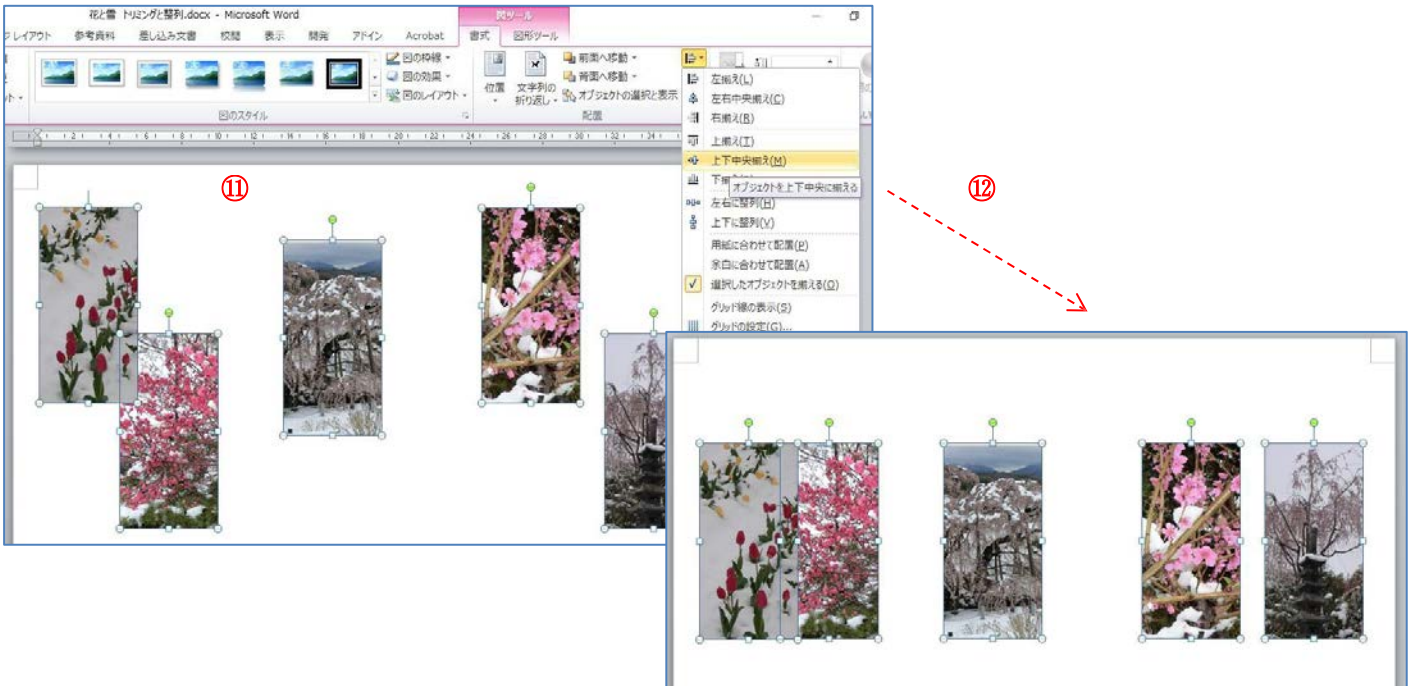 花と雪 トリミングと整列.docx - Microsoft Word
図ツール
レイアウト 参考資料 差し込み文書 校閲 表示 開発 アドイン Acrobat 書式 図形ツール
図の枠線
図の効果
図のレイアウト
図のスタイル
位置
文字列の
折り返し
前面へ移動
背面へ移動
オブジェクトの選択と表示
配置
左揃え(L)
左右中央揃え(C)
右揃え(R)
上揃え(T)
上下中央揃え(M)
オブジェクトを上下中央に揃える
左右に整列(H)
上下に整列(V)
用紙に合わせて配置(P)
余白に合わせて配置(A)
選択したオブジェクトを揃える(O)
グリッド線の表示(S)
グリッドの設定(G)...
⑪
⑫